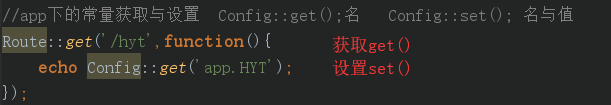 //app下的常量获取与设置  Config::get();名   Config::set(); 名与值
Route::get('/hyt',function(){    获取get()
    echo Config::get('app.HYT');    设置set()
});